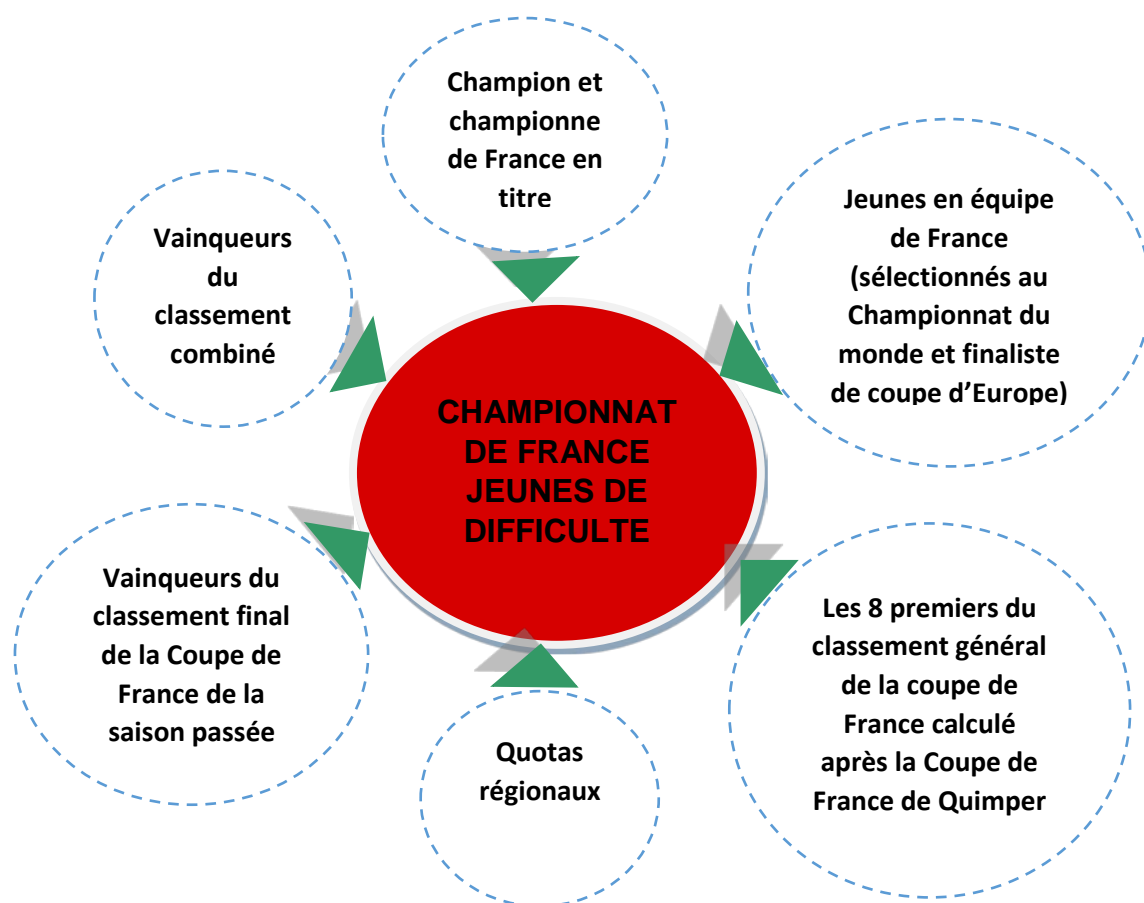 Champion et
championne
de France en
titre
Jeunes en équipe
de France
(sélectionnés au
Championnat du
monde et finaliste
de coupe d’Europe)
Vainqueurs
du
classement
combiné
CHAMPIONNAT
DE FRANCE
JEUNES DE
DIFFICULTE
Vainqueurs du
classement final
de la Coupe de
France de la
saison passée
Les 8 premiers du
classement général
de la coupe de
France calculé
après la Coupe de
France de Quimper
Quotas
régionaux